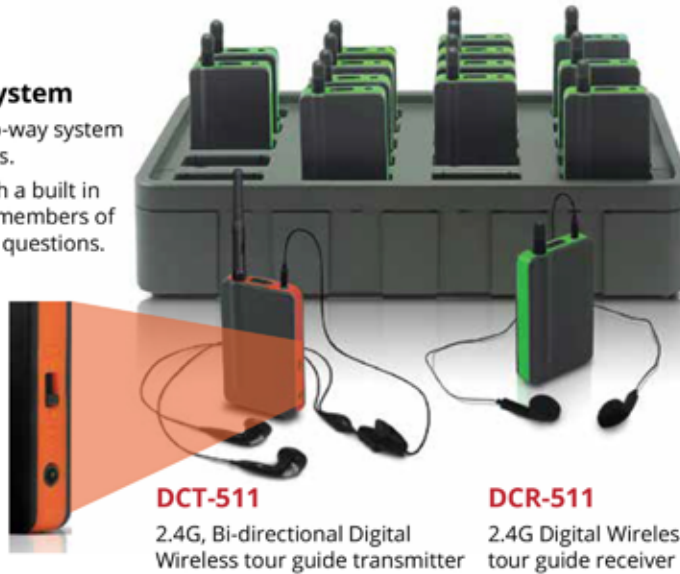 ystem
-way system
s.
h a built in
members of
questions.
DCT-511
2.4G, Bi-directional Digital
Wireless tour guide transmitter
DCR-511
2.4G Digital Wireles
tour guide receiver